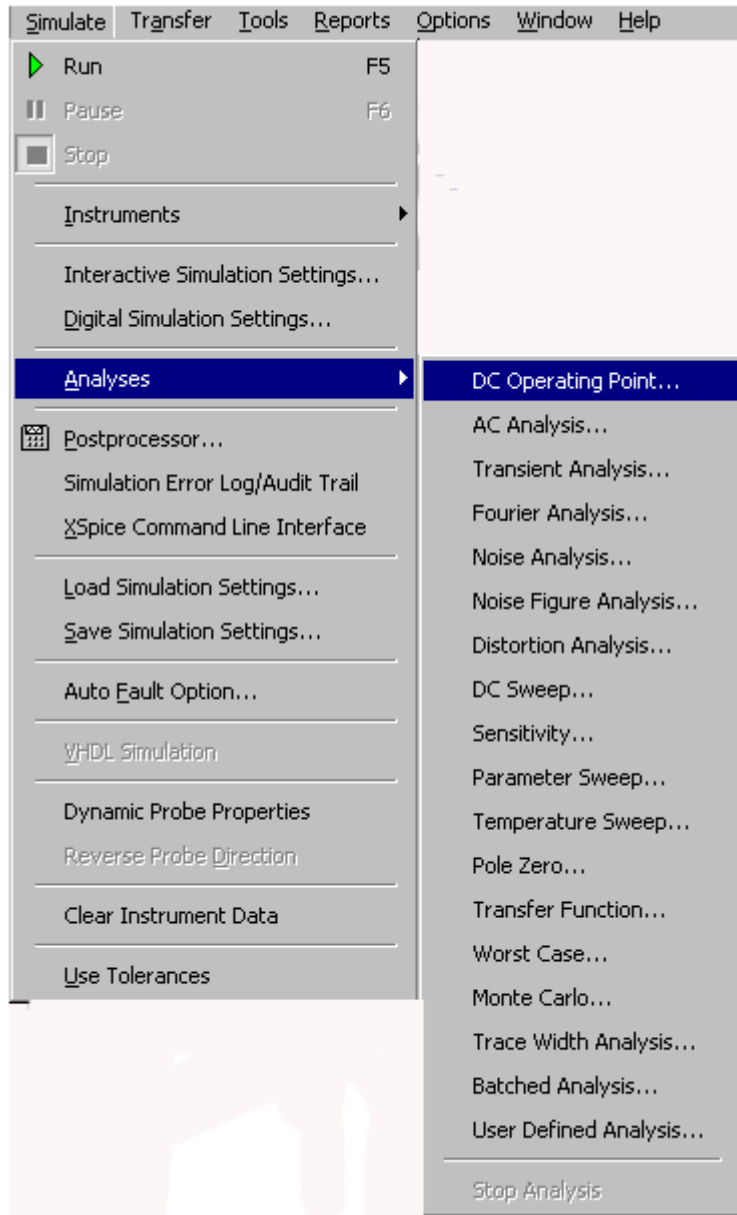 Simulate Transfer Tools Reports Options Window Help
Run F5
Pause F6
Stop
Instruments
Interactive Simulation Settings...
Digital Simulation Settings...
Analyses
Postprocessor...
Simulation Error Log/Audit Trail
XSpice Command Line Interface
Load Simulation Settings...
Save Simulation Settings...
Auto Fault Option...
VHDL Simulation
Dynamic Probe Properties
Reverse Probe Direction
Clear Instrument Data
Use Tolerances
DC Operating Point...
AC Analysis...
Transient Analysis...
Fourier Analysis...
Noise Analysis...
Noise Figure Analysis...
Distortion Analysis...
DC Sweep...
Sensitivity...
Parameter Sweep...
Temperature Sweep...
Pole Zero...
Transfer Function...
Worst Case...
Monte Carlo...
Trace Width Analysis...
Batched Analysis...
User Defined Analysis...
Stop Analysis